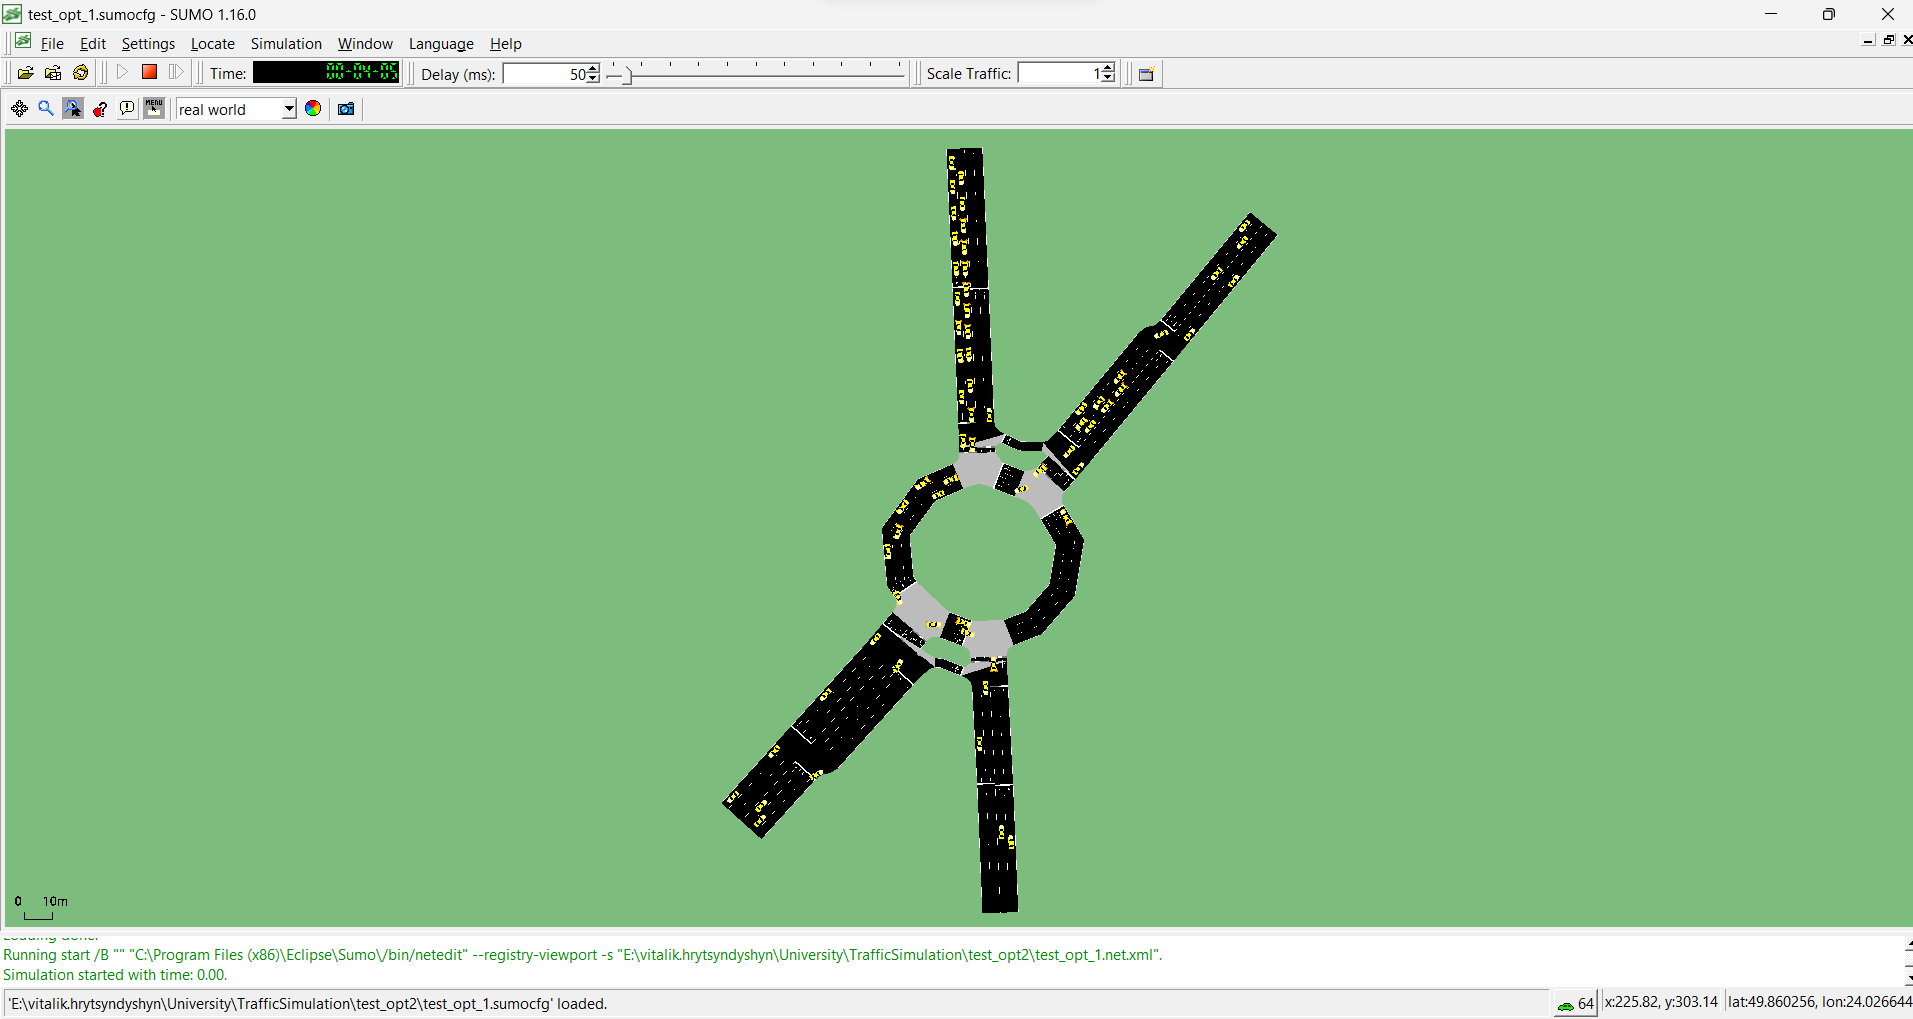 test_opt_1.sumocfg - SUMO 1.16.0
File Edit Settings Locate Simulation Window Language Help
Time: 00-04-05 Delay (ms): 50 Scale Traffic: 1
MENU real world
0 10m
Loading done.
Running start /B "" "C:\Program Files (x86)\Eclipse\Sumo\/bin/netedit" --registry-viewport -s "E:\vitalik.hrytsyndyshyn\University\TrafficSimulation\test_opt2\test_opt_1.net.xml".
Simulation started with time: 0.00.
'E:\vitalik.hrytsyndyshyn\University\TrafficSimulation\test_opt2\test_opt_1.sumocfg' loaded. 64 x:225.82, y:303.14 lat:49.860256, lon:24.026644